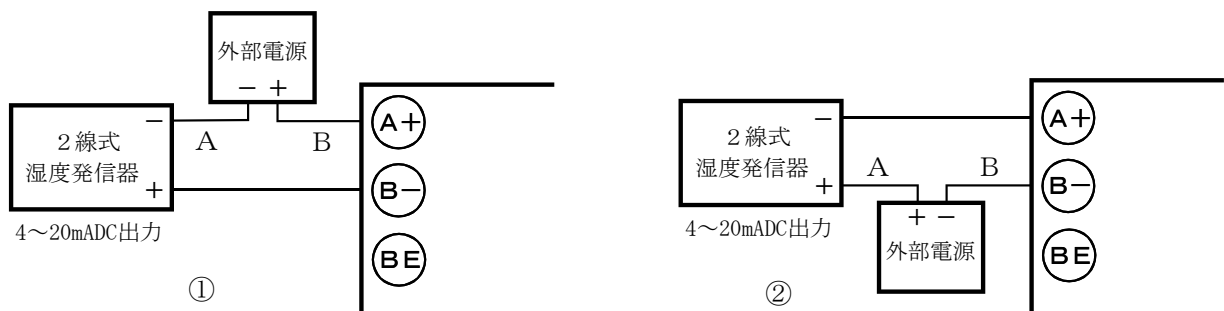 外部電源
− +
−
A+
2線式
A
B
湿度発信器
+
B−
4～20mADC出力
BE
①
A+
−
2線式
湿度発信器
A
B
+
B−
+ −
4～20mADC出力
外部電源
BE
②